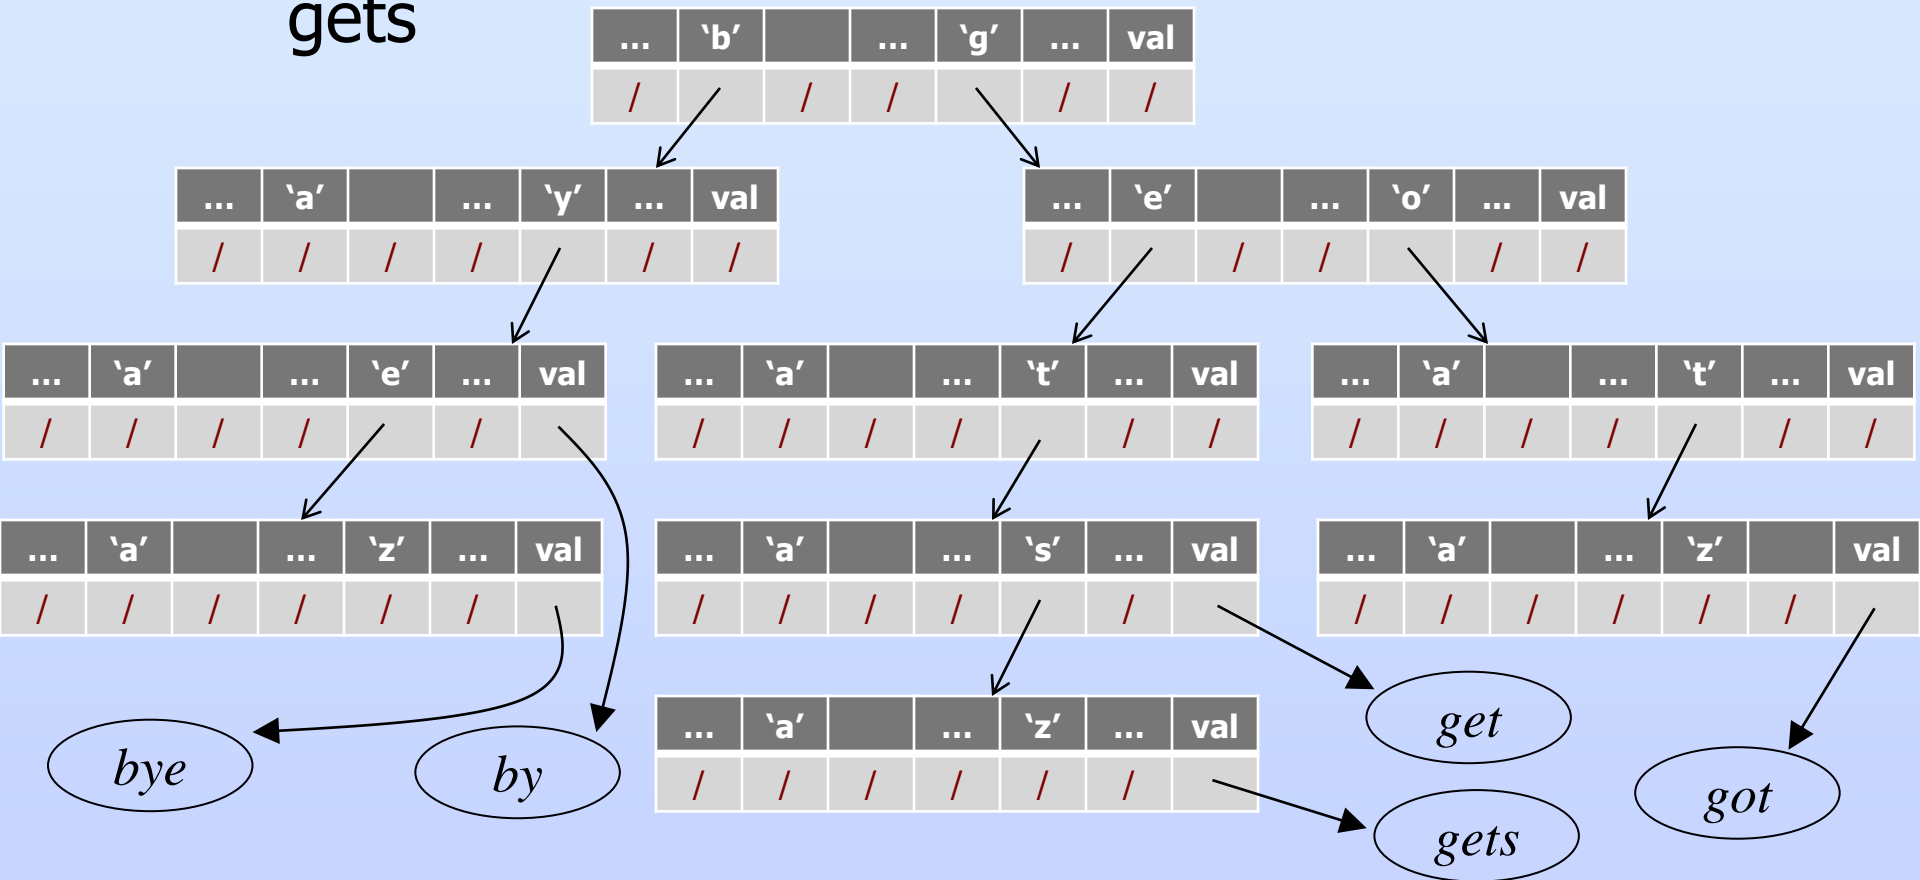 gets
... ‘b’ ... ‘g’ ... val
/ / / / /
... ‘a’ ... ‘y’ ... val
/ / / / / /
... ‘e’ ... ‘o’ ... val
/ / / / /
... ‘a’ ... ‘e’ ... val
/ / / / /
... ‘a’ ... ‘t’ ... val
/ / / / / /
... ‘a’ ... ‘t’ ... val
/ / / / / /
... ‘a’ ... ‘z’ ... val
/ / / / / /
... ‘a’ ... ‘s’ ... val
/ / / / /
... ‘a’ ... ‘z’ val
/ / / / / /
... ‘a’ ... ‘z’ ... val
/ / / / / /
bye
by
get
got
gets